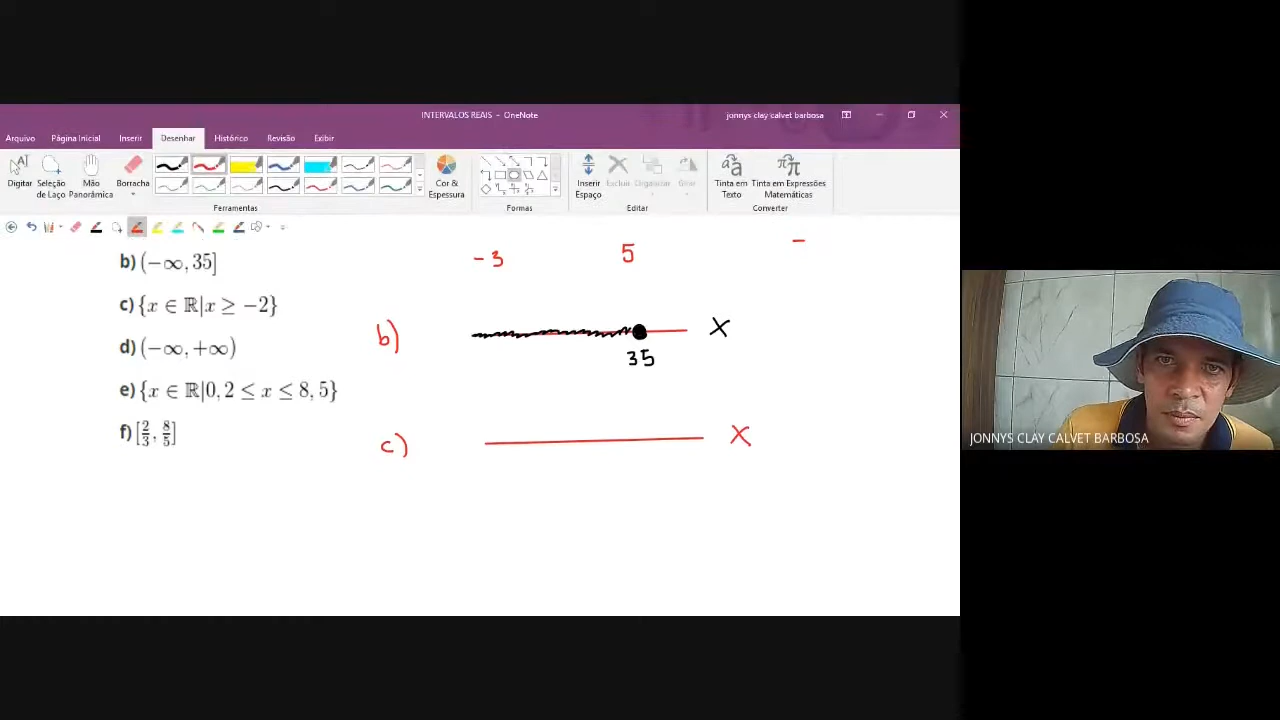 INTERVALOS REAIS - OneNote
jonnys clay calvet barbosa
Arquivo
Página Inicial
Inserir
Desenhar
Histórico
Revisão
Exibir
Digitar
Seleção de Laço
Mão Panorâmica
Borracha
Cor & Espessura
Inserir Espaço
Excluir
Organizar
Girar
Tinta em Texto
Tinta em Expressões Matemáticas
Ferramentas
Formas
Editar
Converter
-3 5 -
b) (−∞, 35]
c) {x ∈ ℝ|x ≥ −2}
d) (−∞, +∞)
e) {x ∈ ℝ|0, 2 ≤ x ≤ 8, 5}
f) [2/3, 8/5]
b) x
35
c) x
JONNYS CLAY CALVET BARBOSA